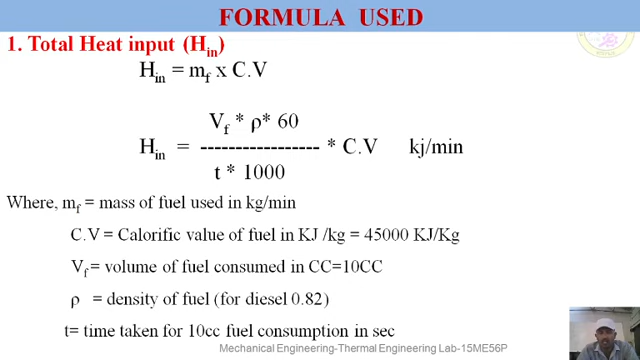 FORMULA USED
1. Total Heat input (Hin)
Hin = mf x C.V
Vf * ρ* 60
Hin = ----------------- * C.V kj/min
t * 1000
Where, mf = mass of fuel used in kg/min
C.V = Calorific value of fuel in KJ /kg = 45000 KJ/Kg
Vf = volume of fuel consumed in CC=10CC
ρ = density of fuel (for diesel 0.82)
t= time taken for 10cc fuel consumption in sec
Mechanical Engineering-Thermal Engineering Lab-15ME56P